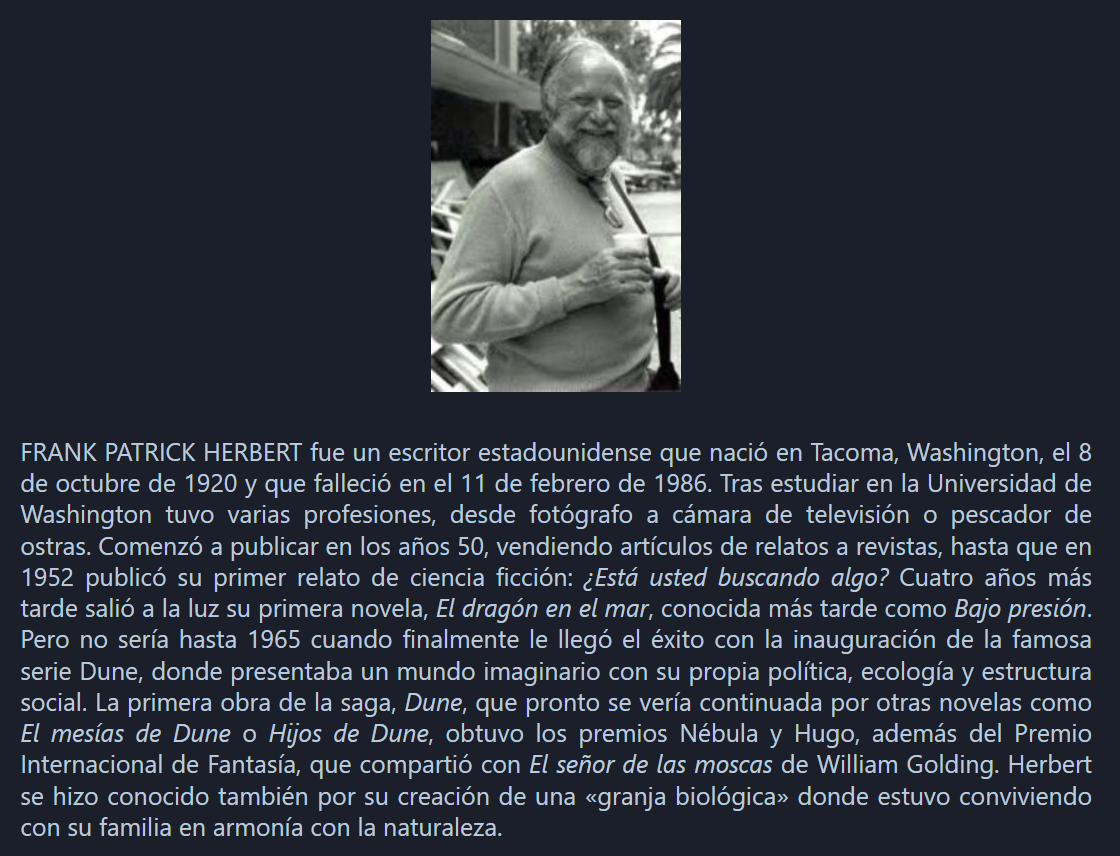 FRANK PATRICK HERBERT fue un escritor estadounidense que nació en Tacoma, Washington, el 8
de octubre de 1920 y que falleció en el 11 de febrero de 1986. Tras estudiar en la Universidad de
Washington tuvo varias profesiones, desde fotógrafo a cámara de televisión o pescador de
ostras. Comenzó a publicar en los años 50, vendiendo artículos de relatos a revistas, hasta que en
1952 publicó su primer relato de ciencia ficción: ¿Está usted buscando algo? Cuatro años más
tarde salió a la luz su primera novela, El dragón en el mar, conocida más tarde como Bajo presión.
Pero no sería hasta 1965 cuando finalmente le llegó el éxito con la inauguración de la famosa
serie Dune, donde presentaba un mundo imaginario con su propia política, ecología y estructura
social. La primera obra de la saga, Dune, que pronto se vería continuada por otras novelas como
El mesías de Dune o Hijos de Dune, obtuvo los premios Nébula y Hugo, además del Premio
Internacional de Fantasía, que compartió con El señor de las moscas de William Golding. Herbert
se hizo conocido también por su creación de una «granja biológica» donde estuvo conviviendo
con su familia en armonía con la naturaleza.